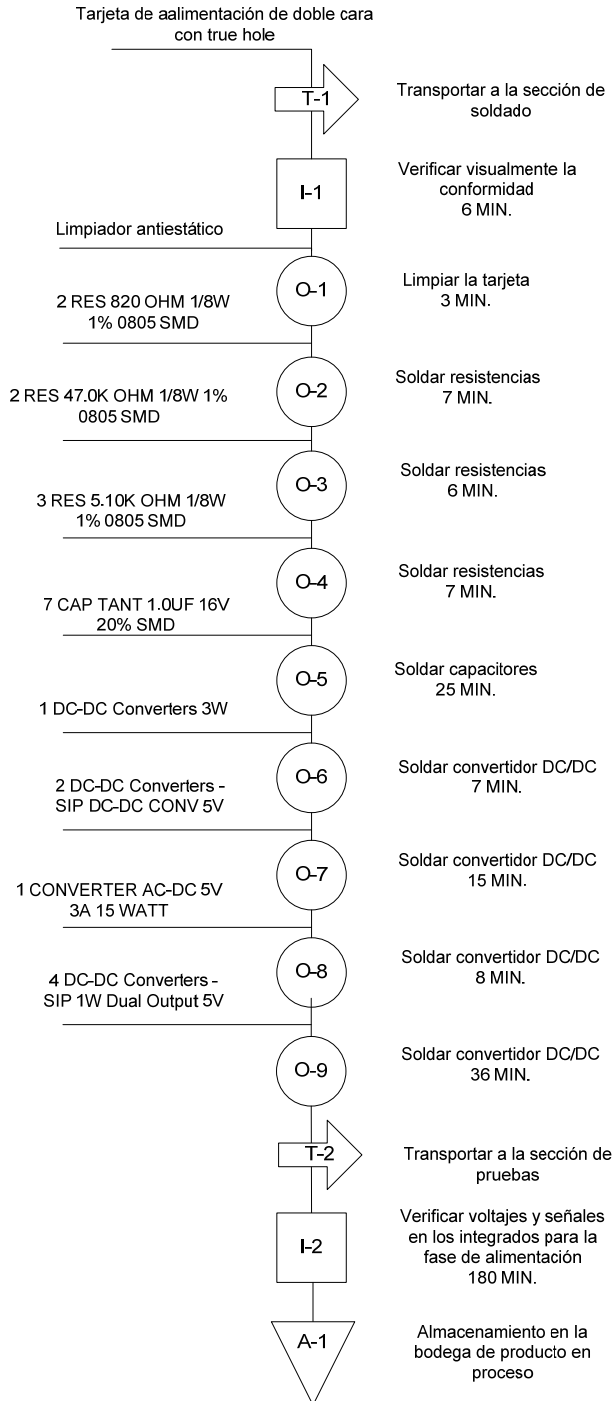 Tarjeta de aalimentación de doble cara
con true hole
T-1
Transportar a la sección de
soldado
I-1
Verificar visualmente la
conformidad
6 MIN.
Limpiador antiestático
O-1
Limpiar la tarjeta
3 MIN.
2 RES 820 OHM 1/8W
1% 0805 SMD
O-2
Soldar resistencias
7 MIN.
2 RES 47.0K OHM 1/8W 1%
0805 SMD
O-3
Soldar resistencias
6 MIN.
3 RES 5.10K OHM 1/8W
1% 0805 SMD
O-4
Soldar resistencias
7 MIN.
7 CAP TANT 1.0UF 16V
20% SMD
O-5
Soldar capacitores
25 MIN.
1 DC-DC Converters 3W
O-6
Soldar convertidor DC/DC
7 MIN.
2 DC-DC Converters -
SIP DC-DC CONV 5V
O-7
Soldar convertidor DC/DC
15 MIN.
1 CONVERTER AC-DC 5V
3A 15 WATT
O-8
Soldar convertidor DC/DC
8 MIN.
4 DC-DC Converters -
SIP 1W Dual Output 5V
O-9
Soldar convertidor DC/DC
36 MIN.
T-2
Transportar a la sección de
pruebas
I-2
Verificar voltajes y señales
en los integrados para la
fase de alimentación
180 MIN.
A-1
Almacenamiento en la
bodega de producto en
proceso